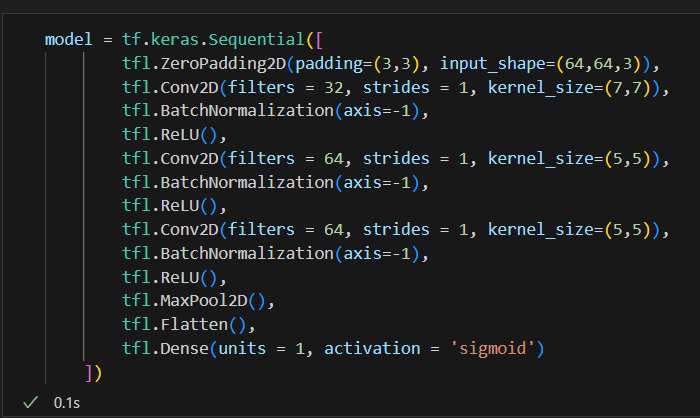 model = tf.keras.Sequential([
tfl.ZeroPadding2D(padding=(3,3), input_shape=(64,64,3)),
tfl.Conv2D(filters = 32, strides = 1, kernel_size=(7,7)),
tfl.BatchNormalization(axis=-1),
tfl.ReLU(),
tfl.Conv2D(filters = 64, strides = 1, kernel_size=(5,5)),
tfl.BatchNormalization(axis=-1),
tfl.ReLU(),
tfl.Conv2D(filters = 64, strides = 1, kernel_size=(5,5)),
tfl.BatchNormalization(axis=-1),
tfl.ReLU(),
tfl.MaxPool2D(),
tfl.Flatten(),
tfl.Dense(units = 1, activation = 'sigmoid')
])
0.1s